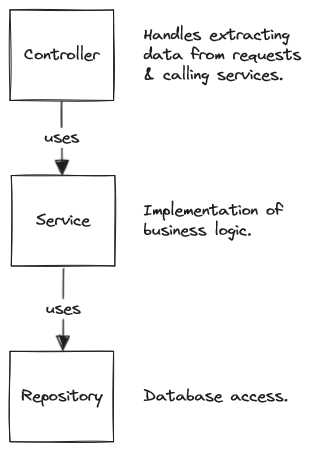 Controller
Handles extracting
data from requests
& calling services.
uses
Service
Implementation of
business logic.
uses
Repository
Database access.